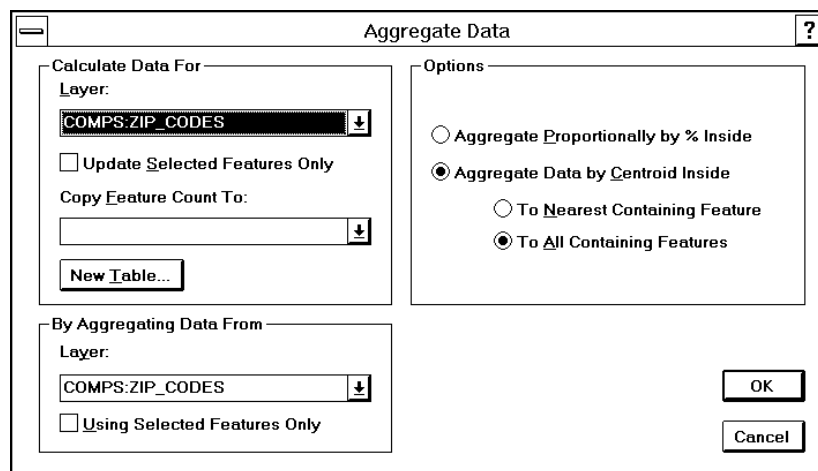 Aggregate Data
?
Calculate Data For
Layer:
COMPS:ZIP_CODES
Update Selected Features Only
Copy Feature Count To:
New Table...
By Aggregating Data From
Layer:
COMPS:ZIP_CODES
Using Selected Features Only
Options
Aggregate Proportionally by % Inside
Aggregate Data by Centroid Inside
To Nearest Containing Feature
To All Containing Features
OK
Cancel